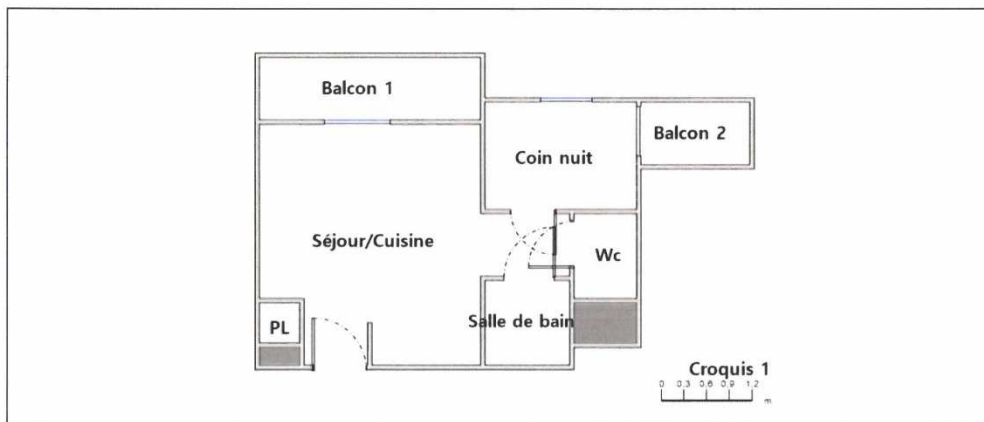 Balcon 1
Balcon 2
Coin nuit
Séjour/Cuisine
Wc
PL
Salle de bain
Croquis 1
0 0.3 0.6 0.9 1.2
m